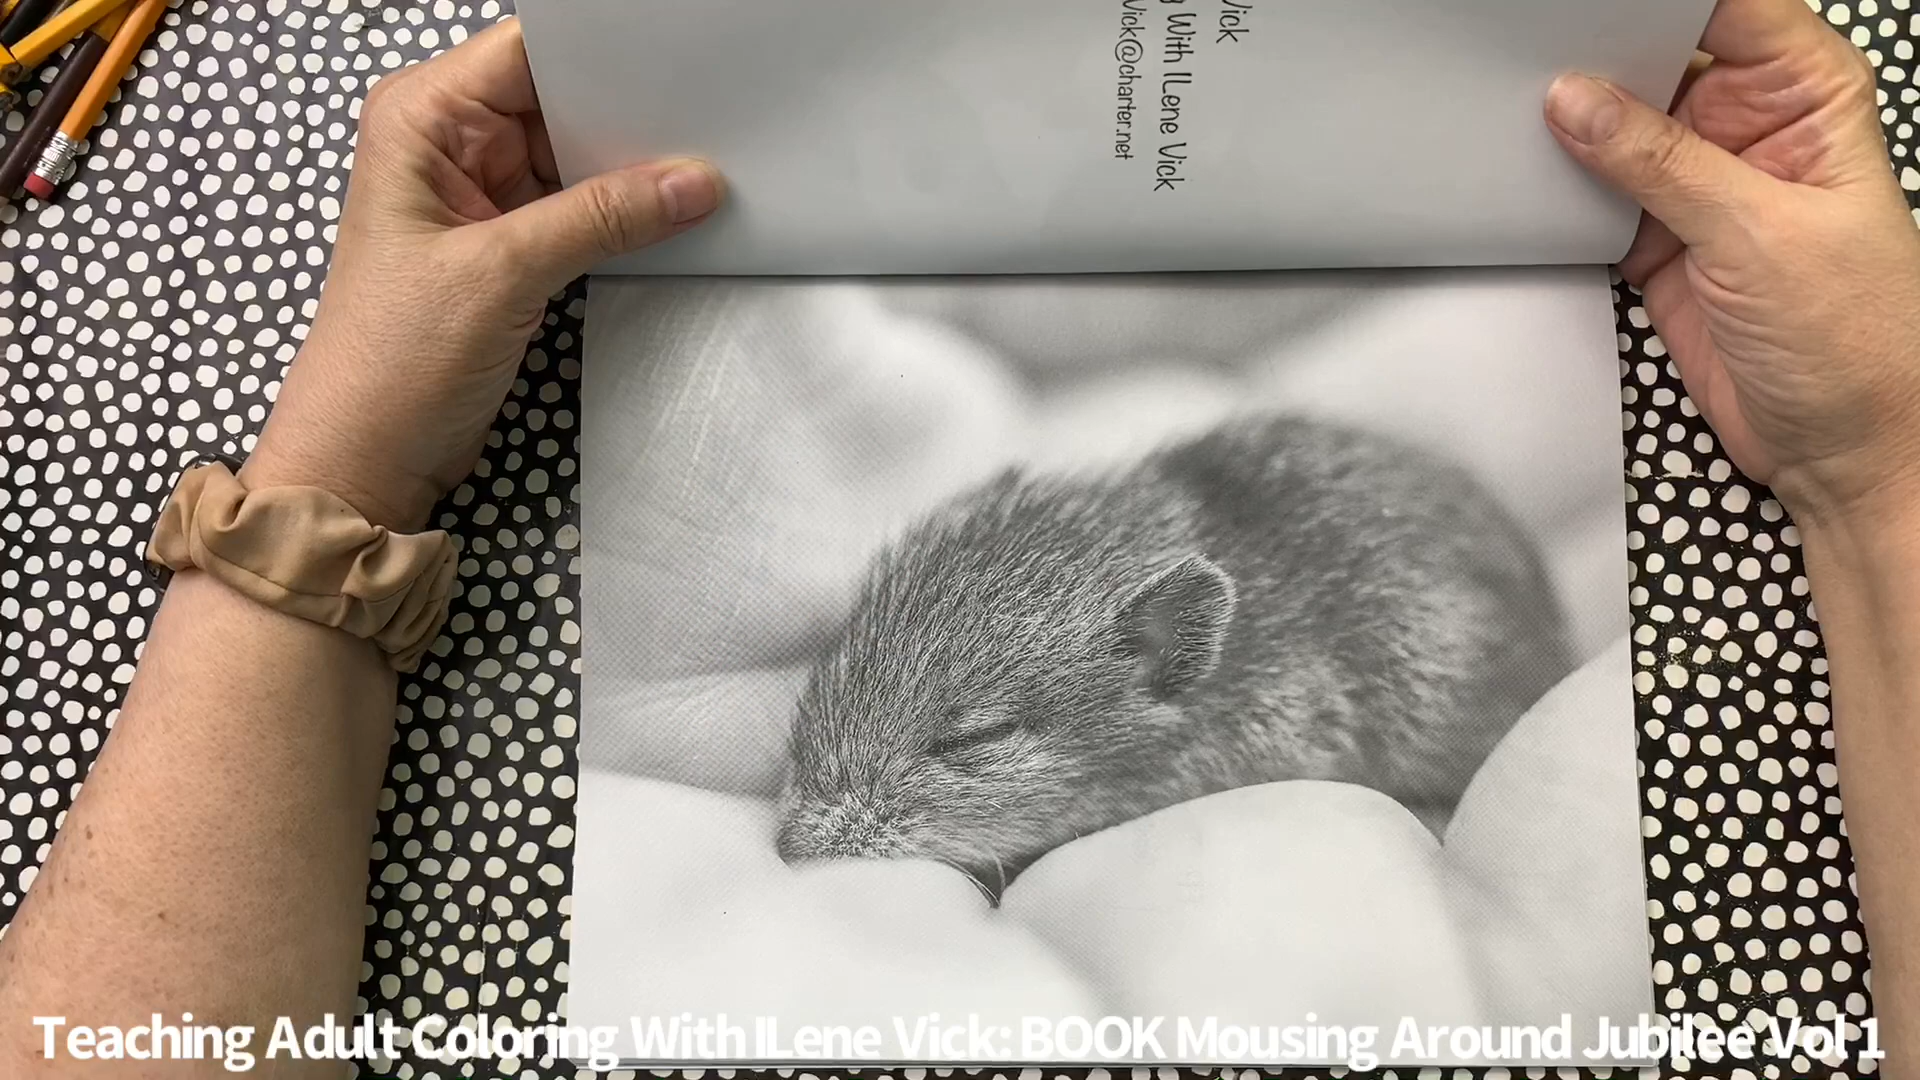 Vick
With ILene Vick
Vick@charter.net
Teaching Adult Coloring With ILene Vick: BOOK Mousing Around Jubilee Vol 1